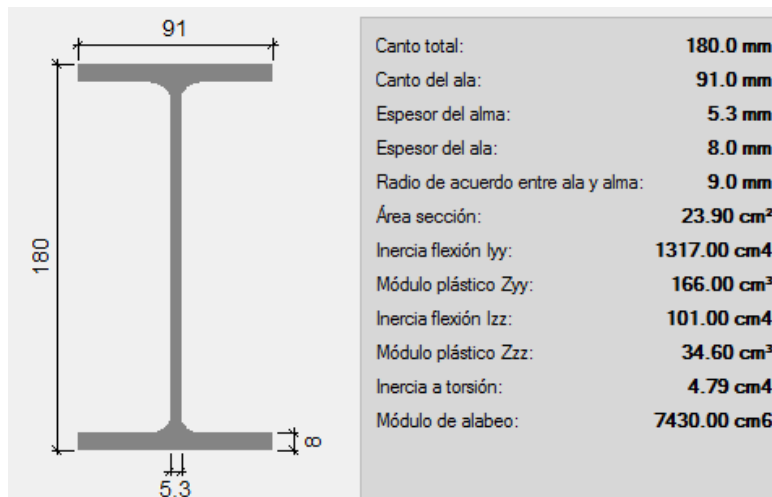 91
180
8
5.3
Canto total: 180.0 mm
Canto del ala: 91.0 mm
Espesor del alma: 5.3 mm
Espesor del ala: 8.0 mm
Radio de acuerdo entre ala y alma: 9.0 mm
Área sección: 23.90 cm²
Inercia flexión Iyy: 1317.00 cm4
Módulo plástico Zyy: 166.00 cm³
Inercia flexión Izz: 101.00 cm4
Módulo plástico Zzz: 34.60 cm³
Inercia a torsión: 4.79 cm4
Módulo de alabeo: 7430.00 cm6